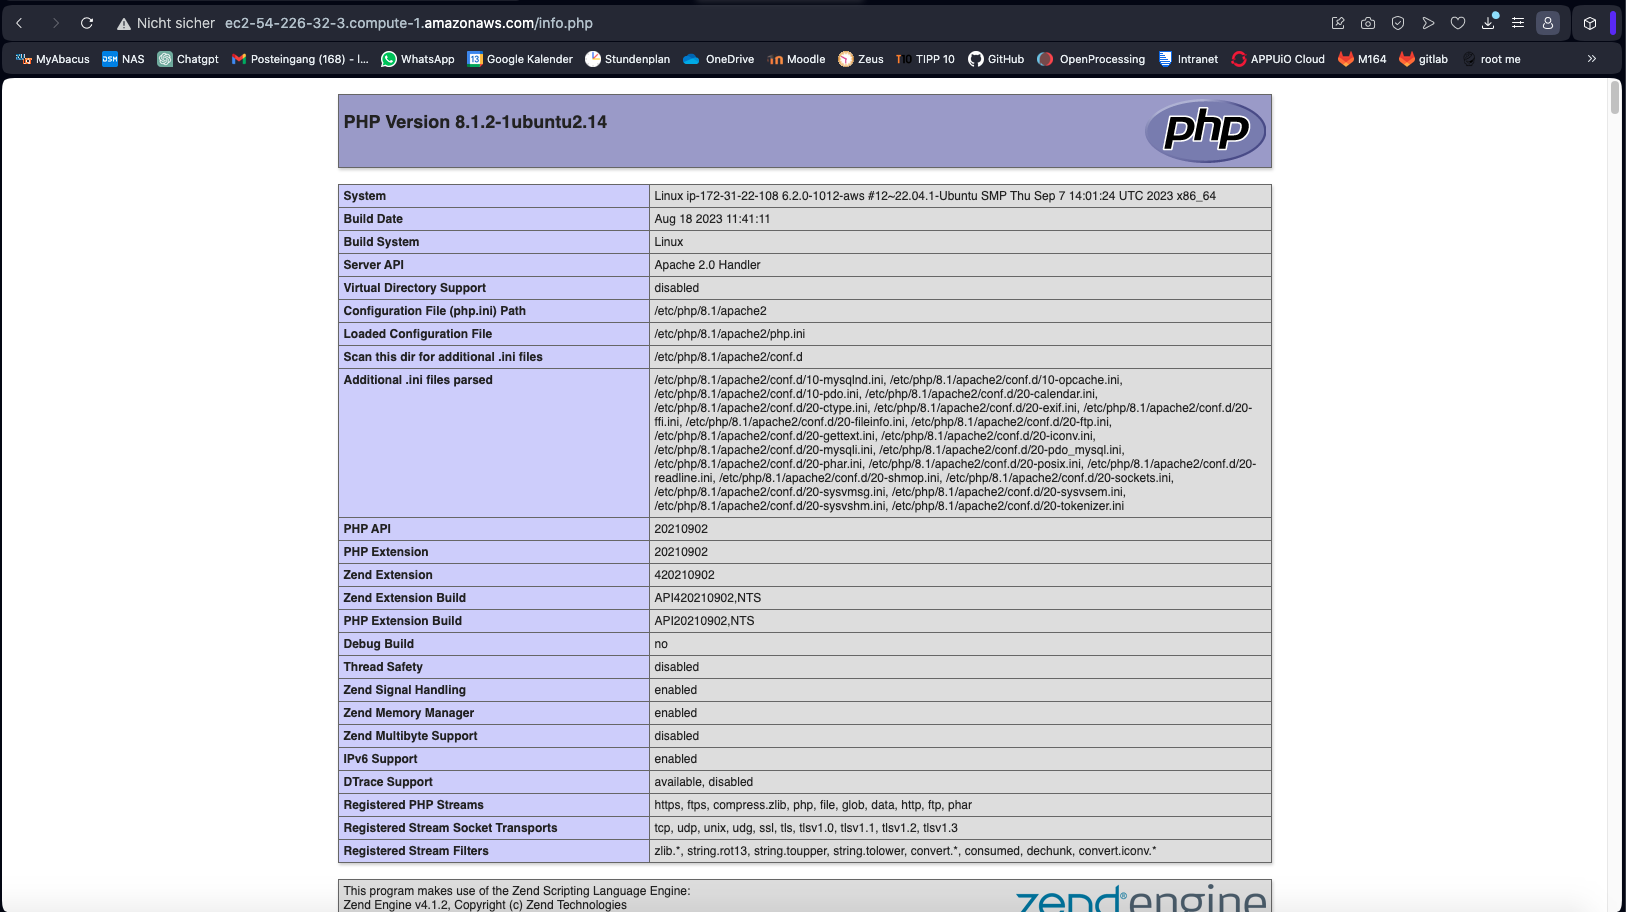 Nicht sicher ec2-54-226-32-3.compute-1.amazonaws.com/info.php
MyAbacus DSM NAS Chatgpt Posteingang (168) - I... WhatsApp 13 Google Kalender Stundenplan OneDrive in Moodle Zeus T10 TIPP 10 GitHub OpenProcessing Intranet APPUiO Cloud M164 gitlab root me »
PHP Version 8.1.2-1ubuntu2.14 php
System Linux ip-172-31-22-108 6.2.0-1012-aws #12~22.04.1-Ubuntu SMP Thu Sep 7 14:01:24 UTC 2023 x86_64
Build Date Aug 18 2023 11:41:11
Build System Linux
Server API Apache 2.0 Handler
Virtual Directory Support disabled
Configuration File (php.ini) Path /etc/php/8.1/apache2
Loaded Configuration File /etc/php/8.1/apache2/php.ini
Scan this dir for additional .ini files /etc/php/8.1/apache2/conf.d
Additional .ini files parsed /etc/php/8.1/apache2/conf.d/10-mysqlnd.ini, /etc/php/8.1/apache2/conf.d/10-opcache.ini,
/etc/php/8.1/apache2/conf.d/10-pdo.ini, /etc/php/8.1/apache2/conf.d/20-calendar.ini,
/etc/php/8.1/apache2/conf.d/20-ctype.ini, /etc/php/8.1/apache2/conf.d/20-exif.ini, /etc/php/8.1/apache2/conf.d/20-
ffi.ini, /etc/php/8.1/apache2/conf.d/20-fileinfo.ini, /etc/php/8.1/apache2/conf.d/20-ftp.ini,
/etc/php/8.1/apache2/conf.d/20-gettext.ini, /etc/php/8.1/apache2/conf.d/20-iconv.ini,
/etc/php/8.1/apache2/conf.d/20-mysqli.ini, /etc/php/8.1/apache2/conf.d/20-pdo_mysql.ini,
/etc/php/8.1/apache2/conf.d/20-phar.ini, /etc/php/8.1/apache2/conf.d/20-posix.ini, /etc/php/8.1/apache2/conf.d/20-
readline.ini, /etc/php/8.1/apache2/conf.d/20-shmop.ini, /etc/php/8.1/apache2/conf.d/20-sockets.ini,
/etc/php/8.1/apache2/conf.d/20-sysvmsg.ini, /etc/php/8.1/apache2/conf.d/20-sysvsem.ini,
/etc/php/8.1/apache2/conf.d/20-sysvshm.ini, /etc/php/8.1/apache2/conf.d/20-tokenizer.ini
PHP API 20210902
PHP Extension 20210902
Zend Extension 420210902
Zend Extension Build API420210902,NTS
PHP Extension Build API20210902,NTS
Debug Build no
Thread Safety disabled
Zend Signal Handling enabled
Zend Memory Manager enabled
Zend Multibyte Support disabled
IPv6 Support enabled
DTrace Support available, disabled
Registered PHP Streams https, ftps, compress.zlib, php, file, glob, data, http, ftp, phar
Registered Stream Socket Transports tcp, udp, unix, udg, ssl, tls, tlsv1.0, tlsv1.1, tlsv1.2, tlsv1.3
Registered Stream Filters zlib.*, string.rot13, string.toupper, string.tolower, convert.*, consumed, dechunk, convert.iconv.*
This program makes use of the Zend Scripting Language Engine:
Zend Engine v4.1.2, Copyright (c) Zend Technologies
zend®engine